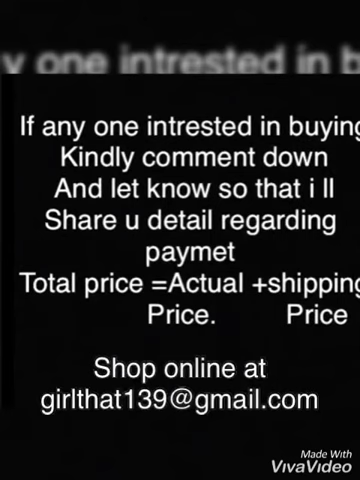 y one intrested in b
If any one intrested in buying
Kindly comment down
And let know so that i ll
Share u detail regarding
paymet
Total price =Actual +shipping
Price. Price
Shop online at
girlthat139@gmail.com
Made With
VivaVideo